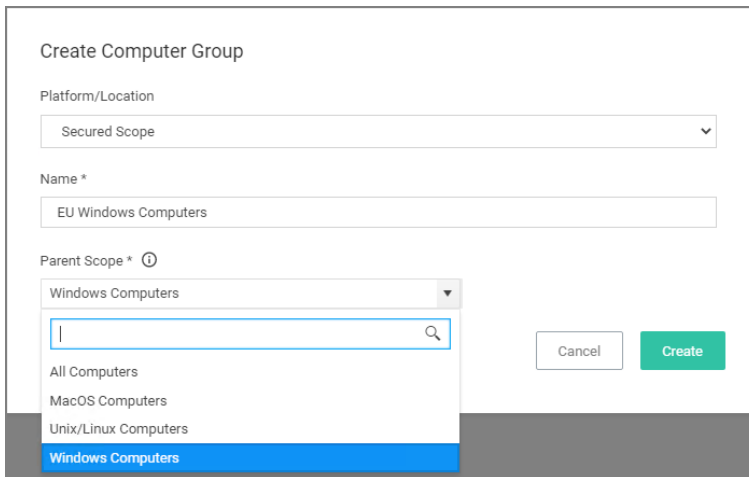 Create Computer Group
Platform/Location
Secured Scope
Name *
EU Windows Computers
Parent Scope *
Windows Computers
All Computers
MacOS Computers
Unix/Linux Computers
Windows Computers
Cancel Create